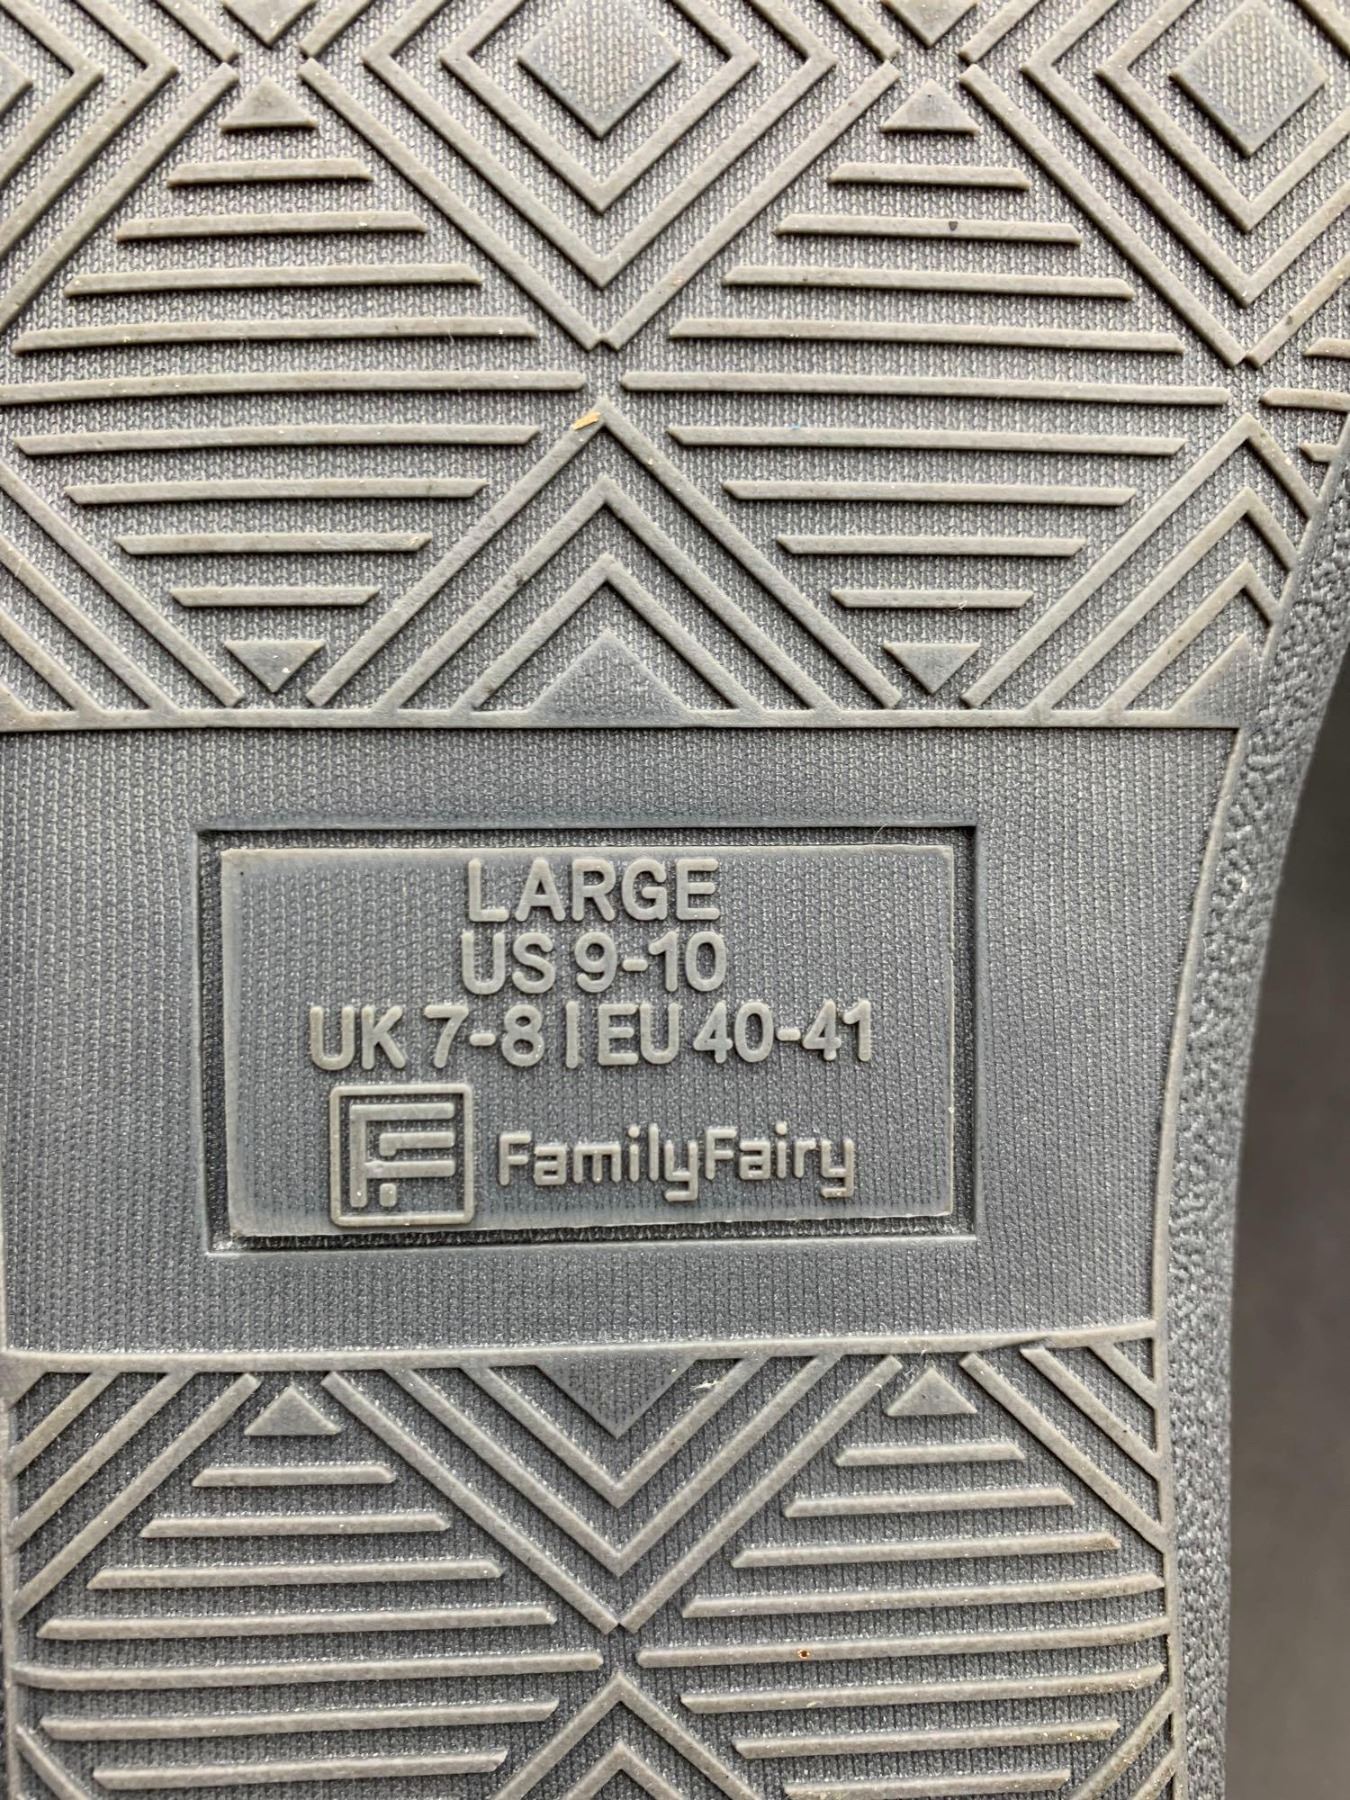 LARGE
US 9-10
UK 7-8 | EU 40-41
FamilyFairy